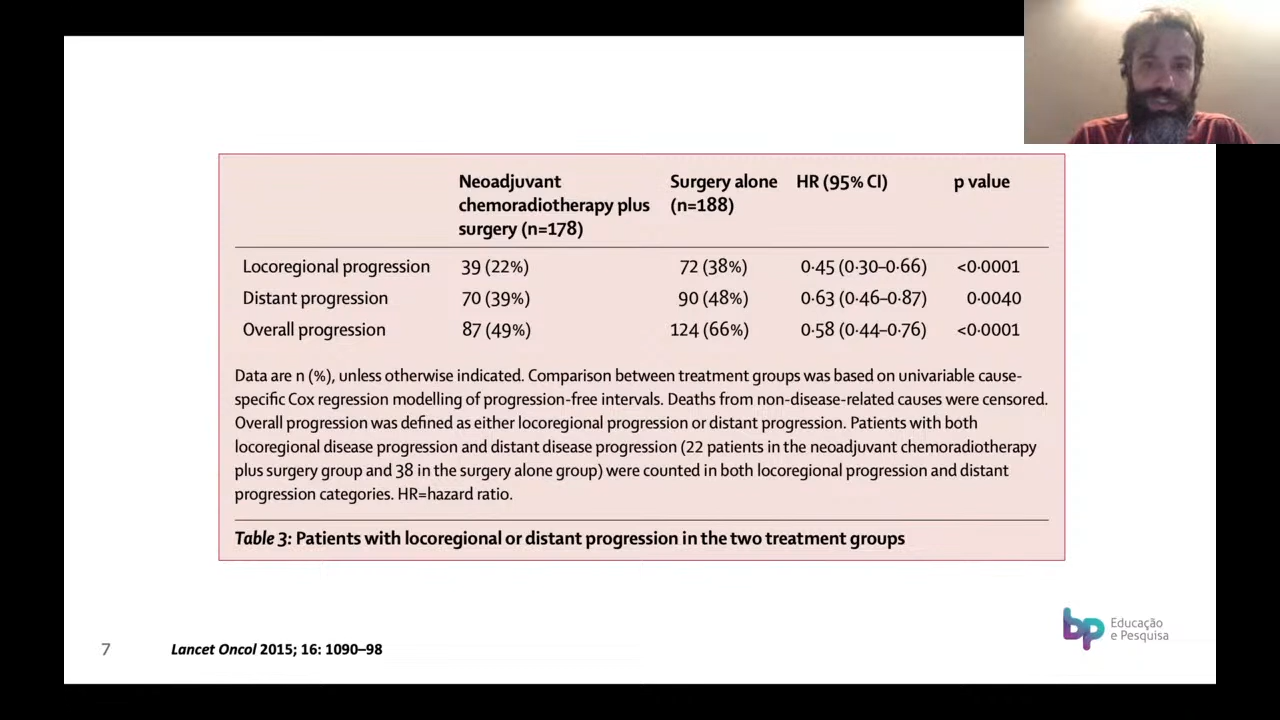 Neoadjuvant chemoradiotherapy plus surgery (n=178)
Surgery alone (n=188)
HR (95% CI)
p value
Locoregional progression 39 (22%) 72 (38%) 0·45 (0·30–0·66) <0·0001
Distant progression 70 (39%) 90 (48%) 0·63 (0·46–0·87) 0·0040
Overall progression 87 (49%) 124 (66%) 0·58 (0·44–0·76) <0·0001
Data are n (%), unless otherwise indicated. Comparison between treatment groups was based on univariable cause-
specific Cox regression modelling of progression-free intervals. Deaths from non-disease-related causes were censored.
Overall progression was defined as either locoregional progression or distant progression. Patients with both
locoregional disease progression and distant disease progression (22 patients in the neoadjuvant chemoradiotherapy
plus surgery group and 38 in the surgery alone group) were counted in both locoregional progression and distant
progression categories. HR=hazard ratio.
Table 3: Patients with locoregional or distant progression in the two treatment groups
bp Educação
e Pesquisa
7 Lancet Oncol 2015; 16: 1090–98